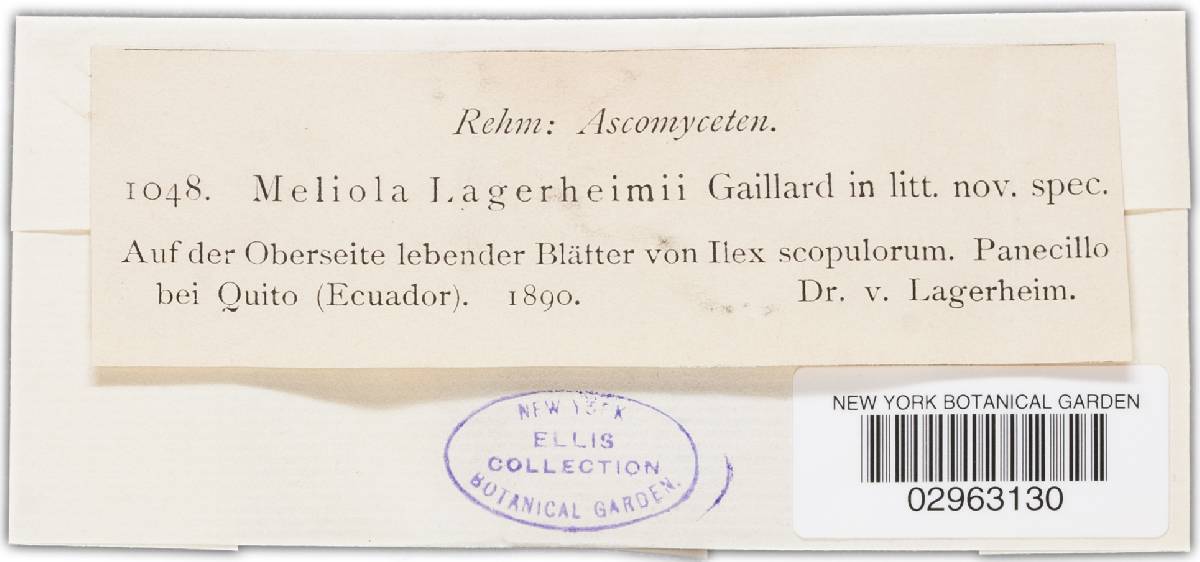 Rehm: Ascomyceten.
1048. Meliola Lagerheimii Gaillard in litt. nov. spec.
Auf der Oberseite lebender Blätter von Ilex scopulorum. Panecillo
bei Quito (Ecuador). 1890. Dr. v. Lagerheim.
NEW YORK
ELLIS
COLLECTION
BOTANICAL GARDEN.
NEW YORK BOTANICAL GARDEN
02963130